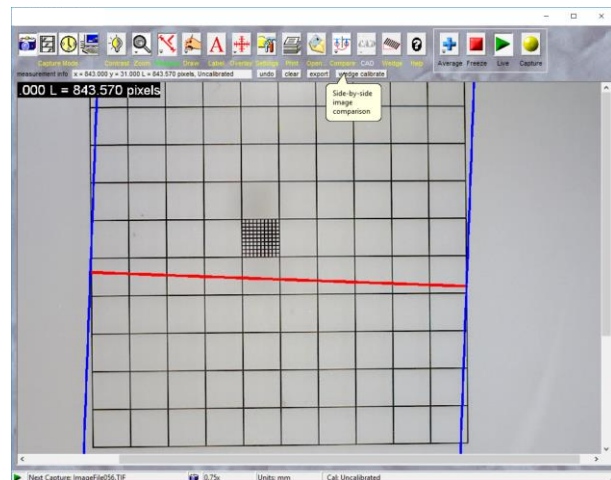 Capture Mode Contrast Zoom Measure Draw Label Overlay Settings Print Open Compare CAD Wedge Help Average Freeze Live Capture
measurement info x = 843.000 y = 31.000 L = 843.570 pixels, Uncalibrated undo clear export wedge calibrate
.000 L = 843.570 pixels
Side-by-side
image
comparison
Next Capture: ImageFile056.TIF 0.75x Units: mm Cal: Uncalibrated